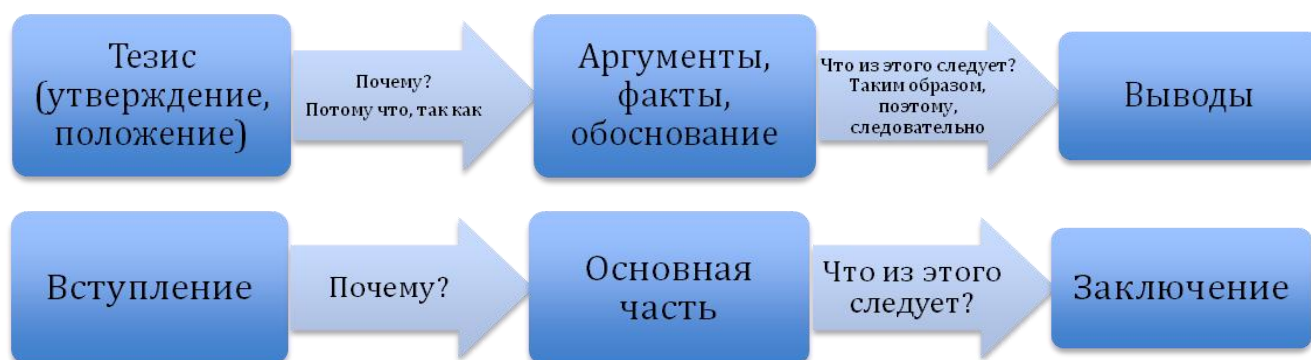 Тезис
(утверждение,
положение)
Почему?
Потому что, так как
Аргументы,
факты,
обоснование
Что из этого следует?
Таким образом,
поэтому,
следовательно
Выводы
Вступление
Почему?
Основная
часть
Что из этого
следует?
Заключение